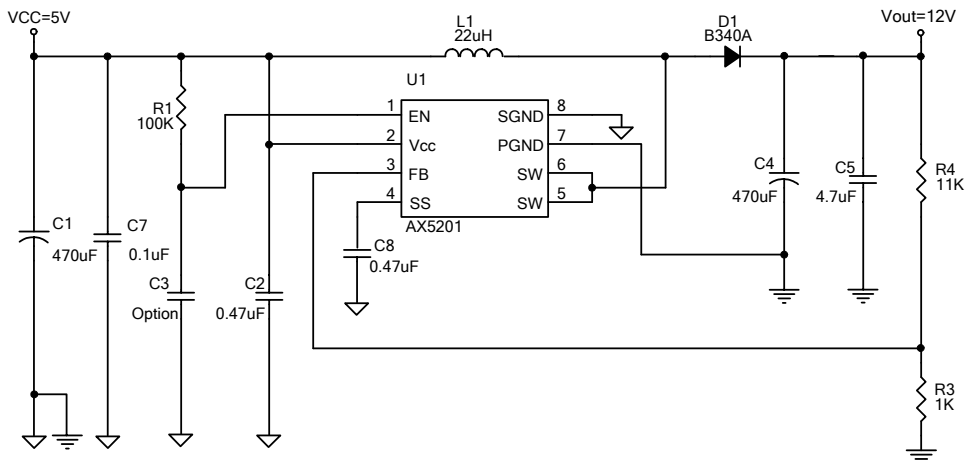 VCC=5V
L1
22uH
D1
B340A
Vout=12V
U1
R1
100K
1 EN
2 Vcc
3 FB
4 SS
SGND 8
PGND 7
SW 6
SW 5
AX5201
C4
470uF
C5
4.7uF
R4
11K
C1
470uF
C7
0.1uF
C8
0.47uF
C3
Option
C2
0.47uF
R3
1K